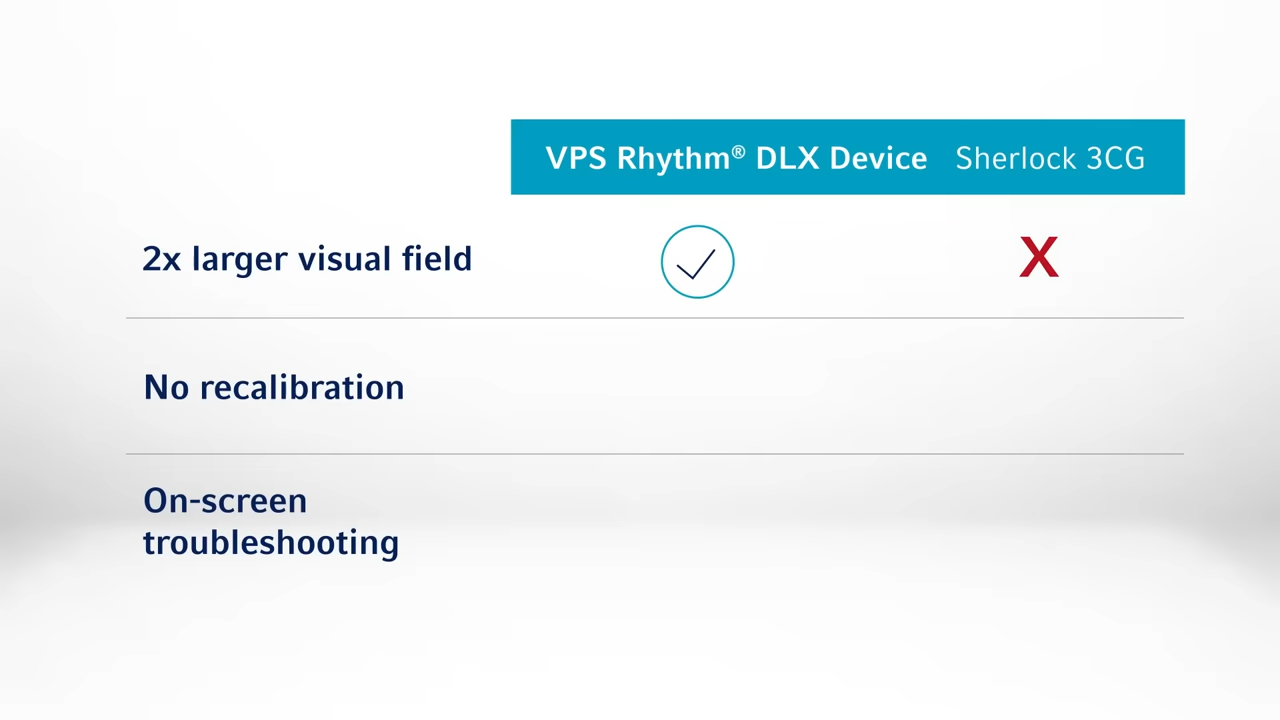 VPS Rhythm® DLX Device Sherlock 3CG
2x larger visual field X
No recalibration
On-screen
troubleshooting